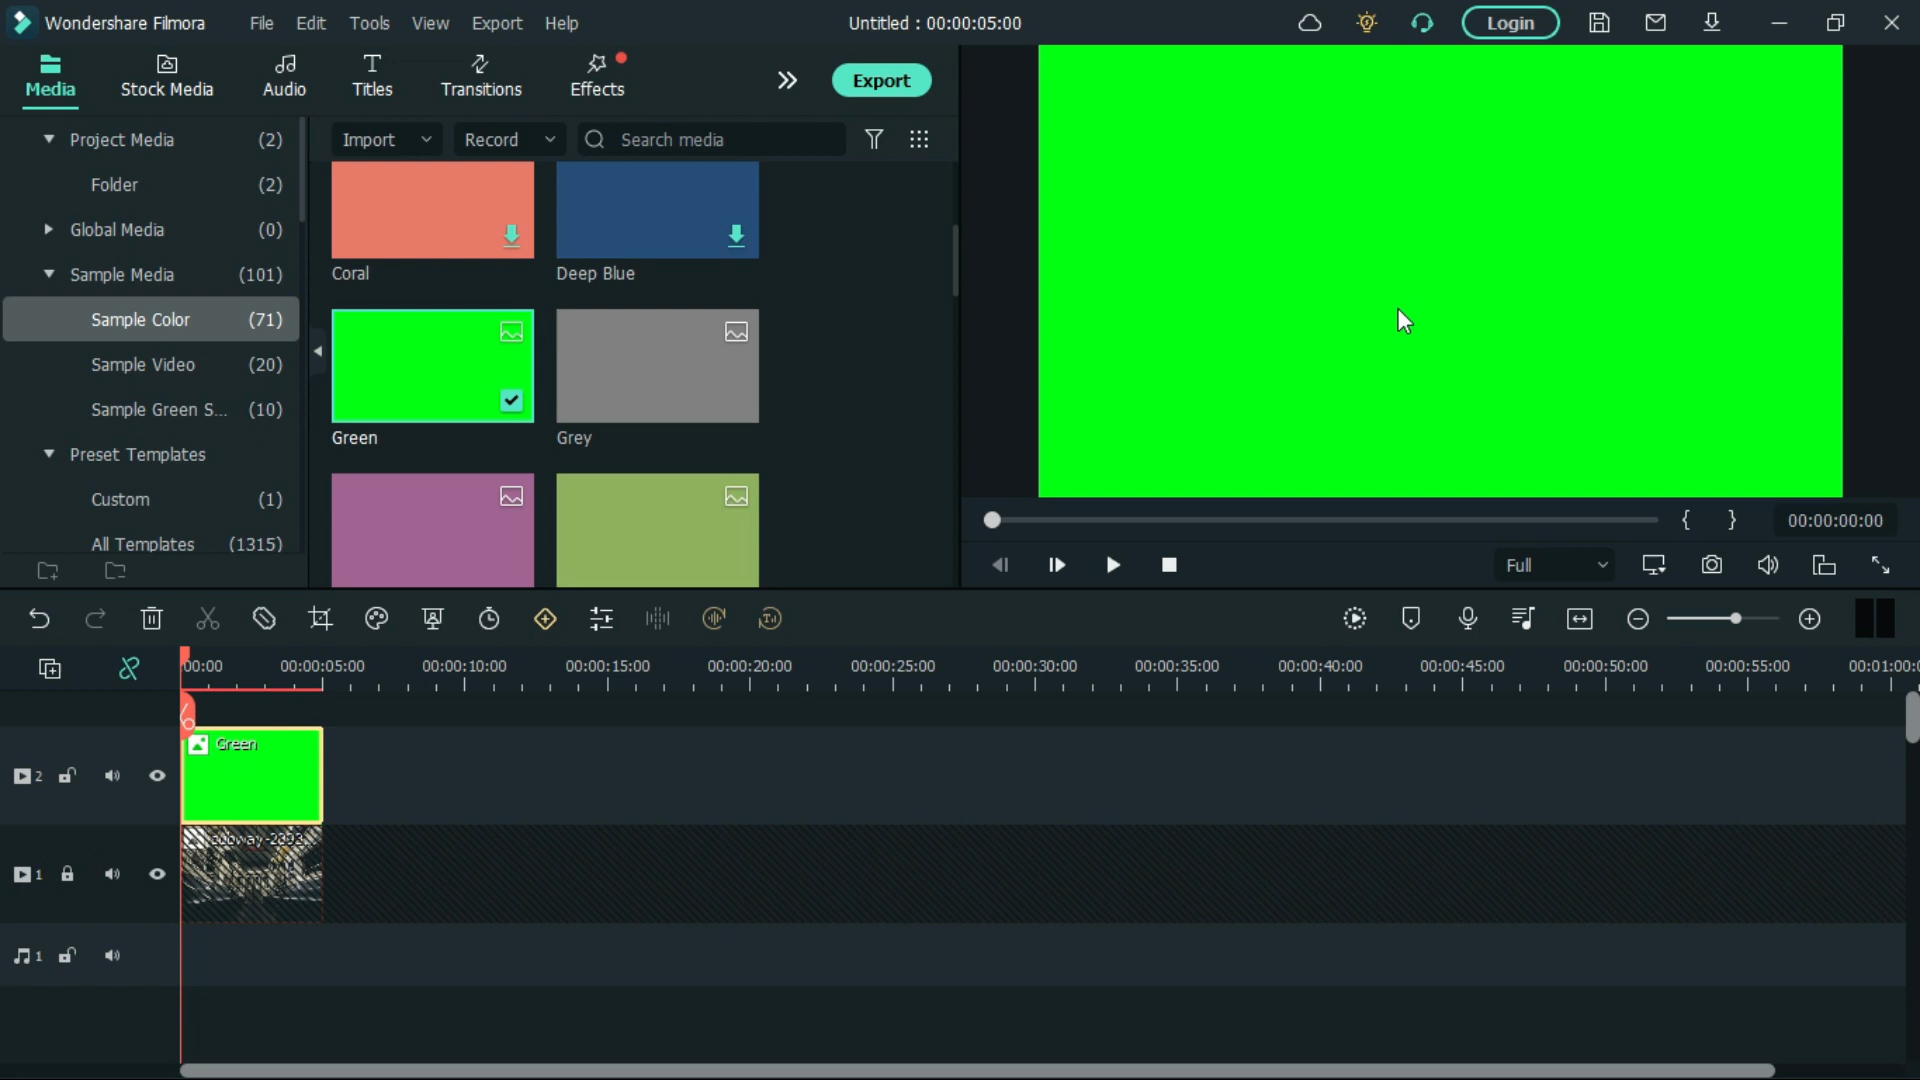 Wondershare Filmora
File Edit Tools View Export Help
Untitled : 00:00:05:00
Login
Media Stock Media Audio Titles Transitions Effects
Export
Project Media (2)
Folder (2)
Global Media (0)
Sample Media (101)
Sample Color (71)
Sample Video (20)
Sample Green S... (10)
Preset Templates
Custom (1)
All Templates (1315)
Import Record Search media
Coral Deep Blue
Green Grey
{ } 00:00:00:00
Full
00:00 00:00:05:00 00:00:10:00 00:00:15:00 00:00:20:00 00:00:25:00 00:00:30:00 00:00:35:00 00:00:40:00 00:00:45:00 00:00:50:00 00:00:55:00 00:01:00:
2 Green
1 subway-2893...
1